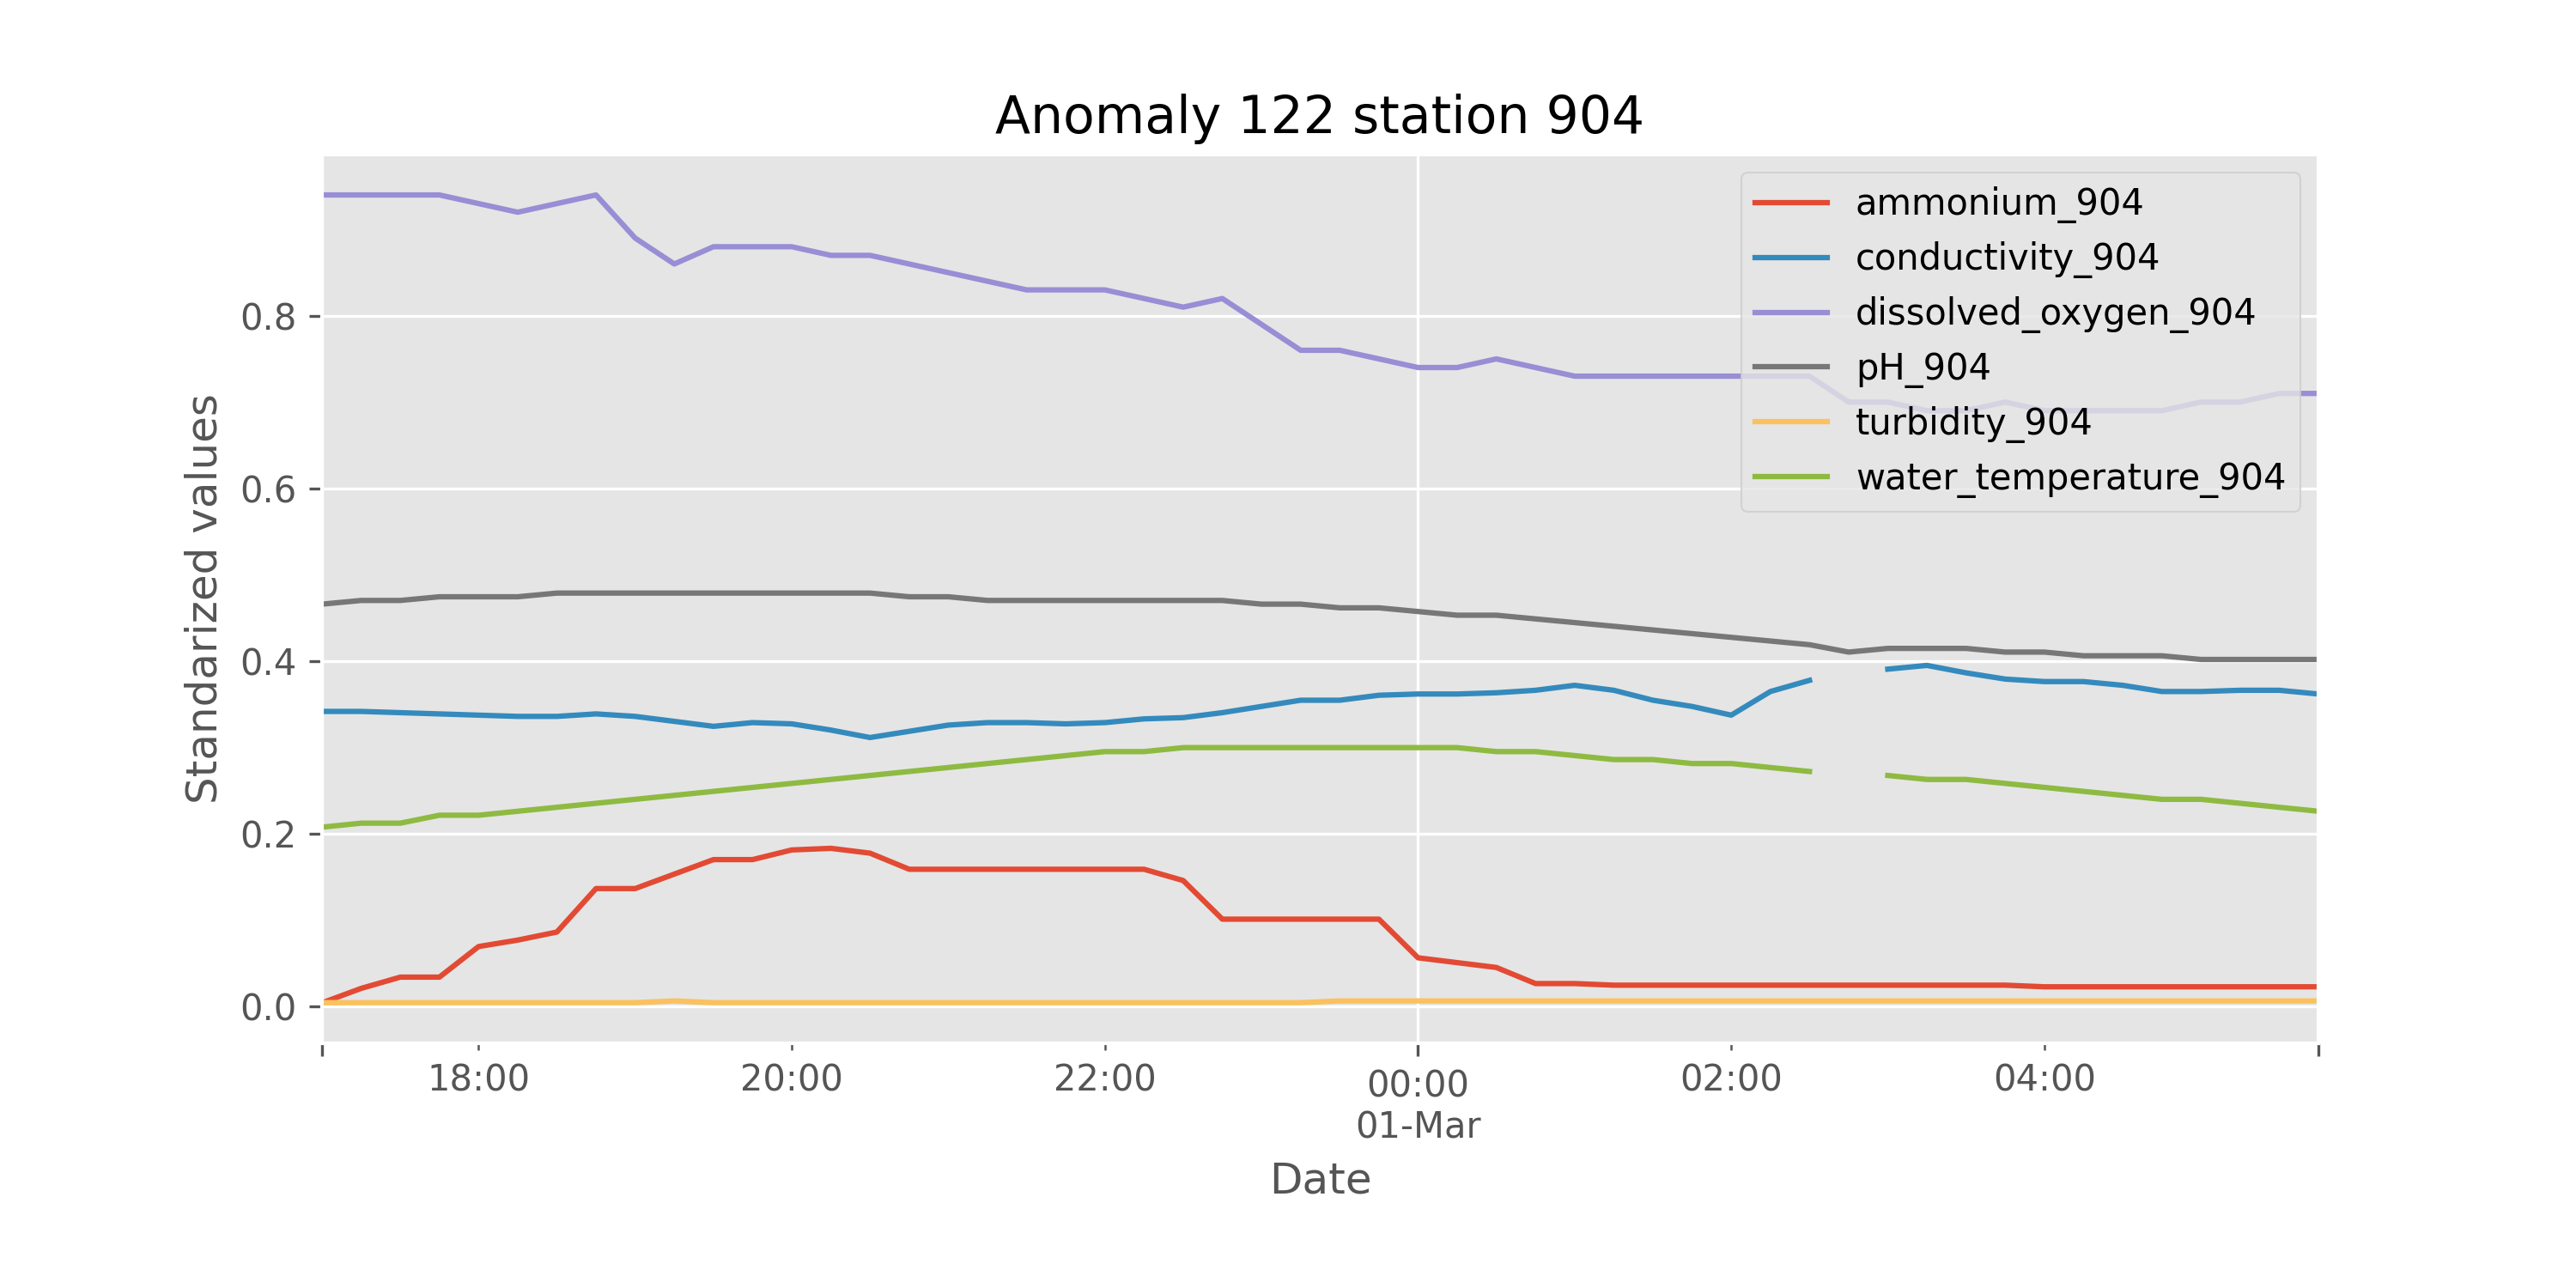 Anomaly 122 station 904
ammonium_904
conductivity_904
dissolved_oxygen_904
pH_904
turbidity_904
water_temperature_904
Standarized values
0.8
0.6
0.4
0.2
0.0
18:00 20:00 22:00 00:00 02:00 04:00
01-Mar
Date